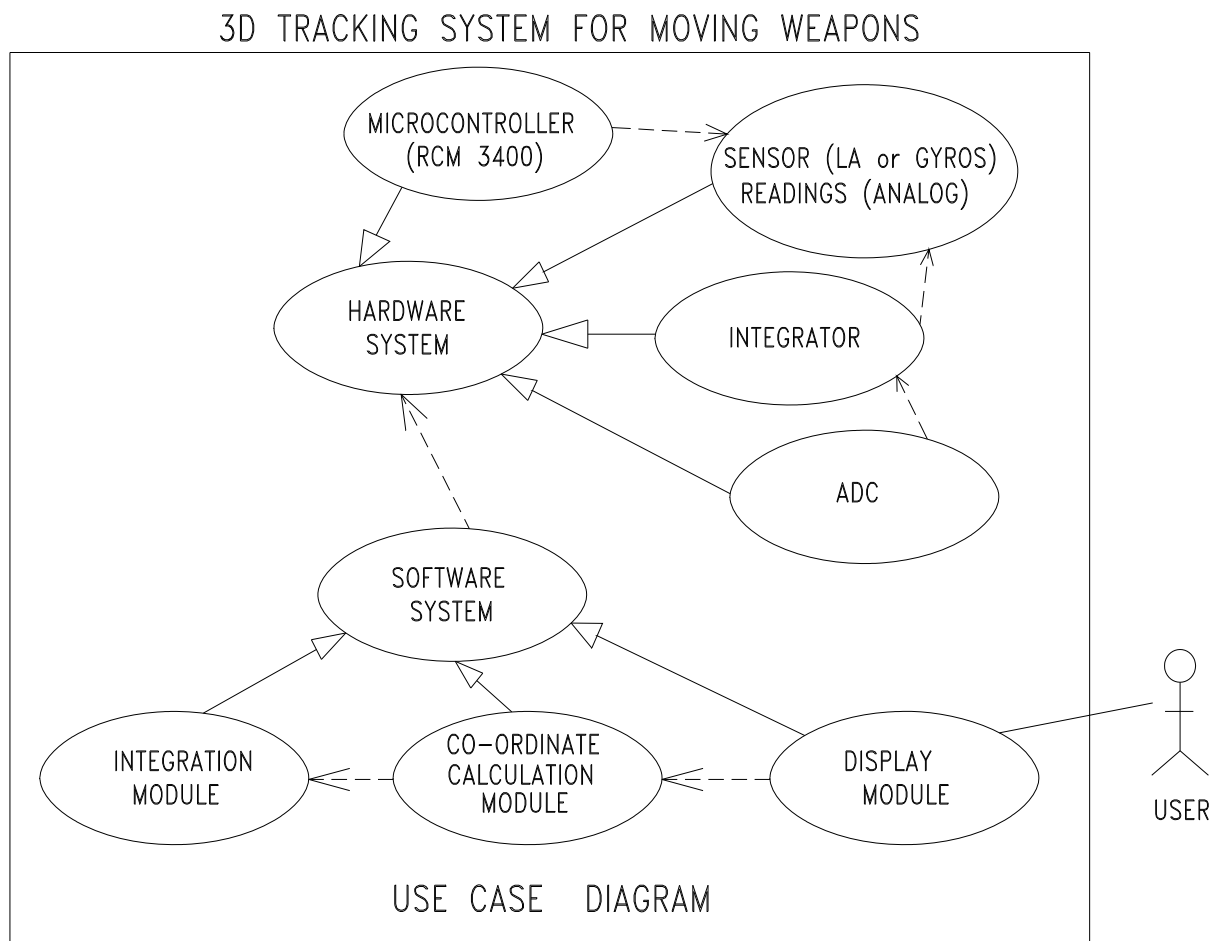 3D TRACKING SYSTEM FOR MOVING WEAPONS
MICROCONTROLLER
(RCM 3400)
SENSOR (LA or GYROS)
READINGS (ANALOG)
HARDWARE
SYSTEM
INTEGRATOR
ADC
SOFTWARE
SYSTEM
INTEGRATION
MODULE
CO-ORDINATE
CALCULATION
MODULE
DISPLAY
MODULE
USER
USE CASE DIAGRAM